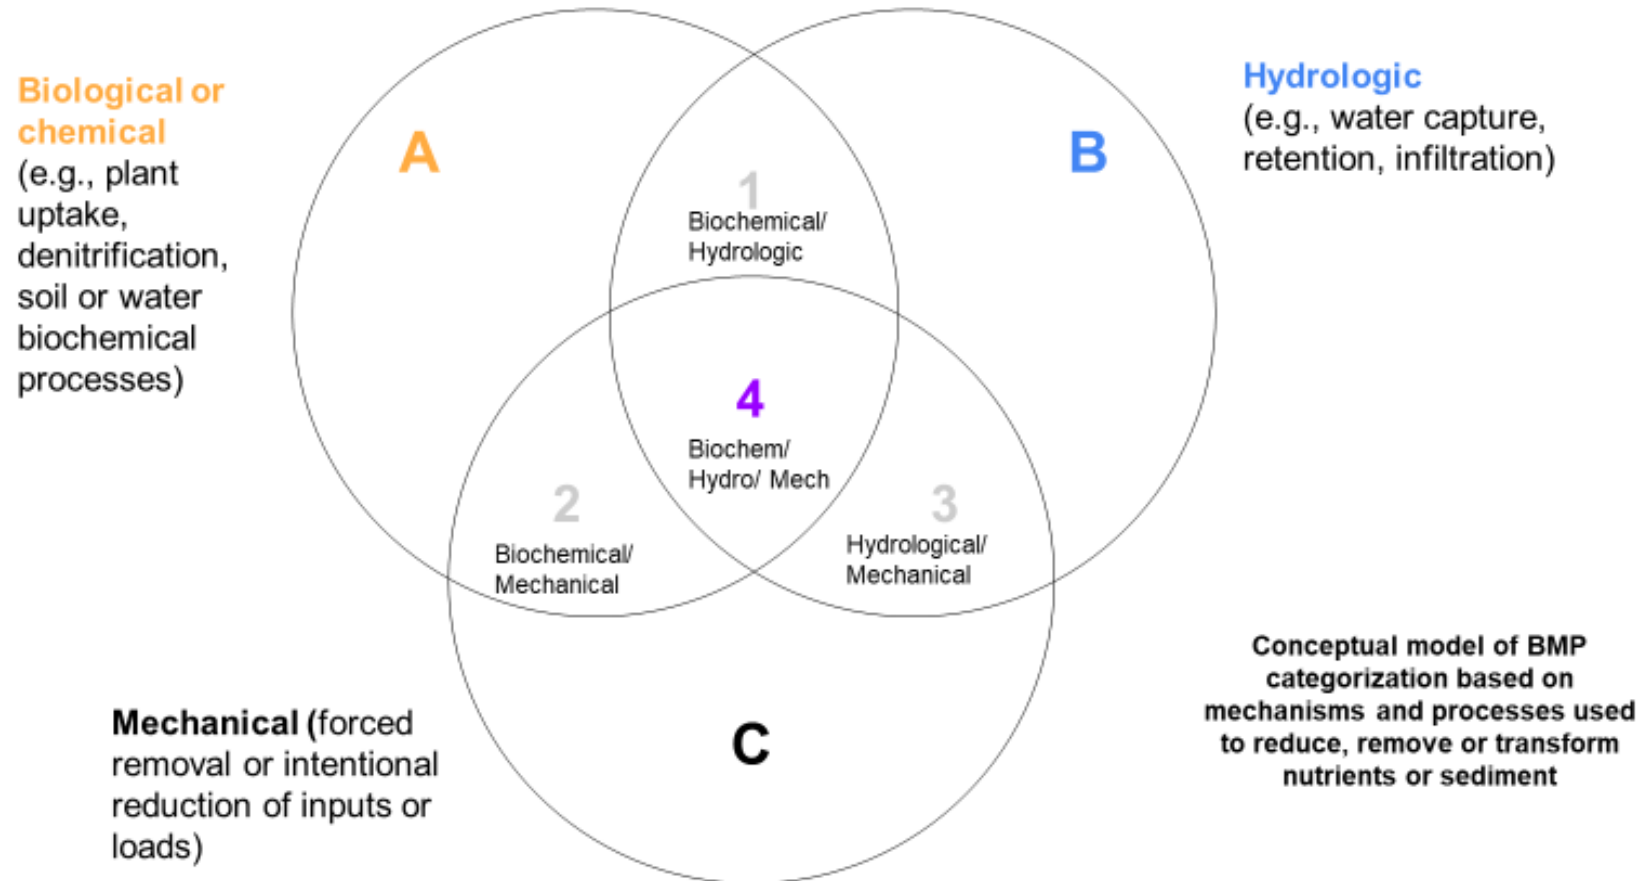 Biological or
chemical
(e.g., plant
uptake,
denitrification,
soil or water
biochemical
processes)
A
B
Hydrologic
(e.g., water capture,
retention, infiltration)
1
Biochemical/
Hydrologic
4
Biochem/
Hydro/ Mech
2
Biochemical/
Mechanical
3
Hydrological/
Mechanical
Mechanical (forced
removal or intentional
reduction of inputs or
loads)
C
Conceptual model of BMP
categorization based on
mechanisms and processes used
to reduce, remove or transform
nutrients or sediment